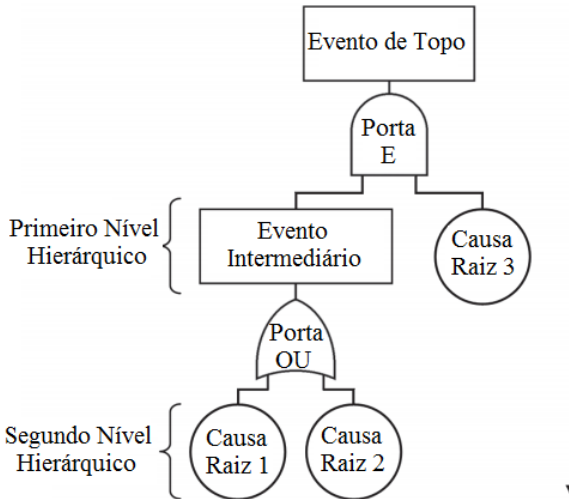 Evento de Topo
Porta
E
Primeiro Nível
Hierárquico
Evento
Intermediário
Causa
Raiz 3
Porta
OU
Segundo Nível
Hierárquico
Causa
Raiz 1
Causa
Raiz 2